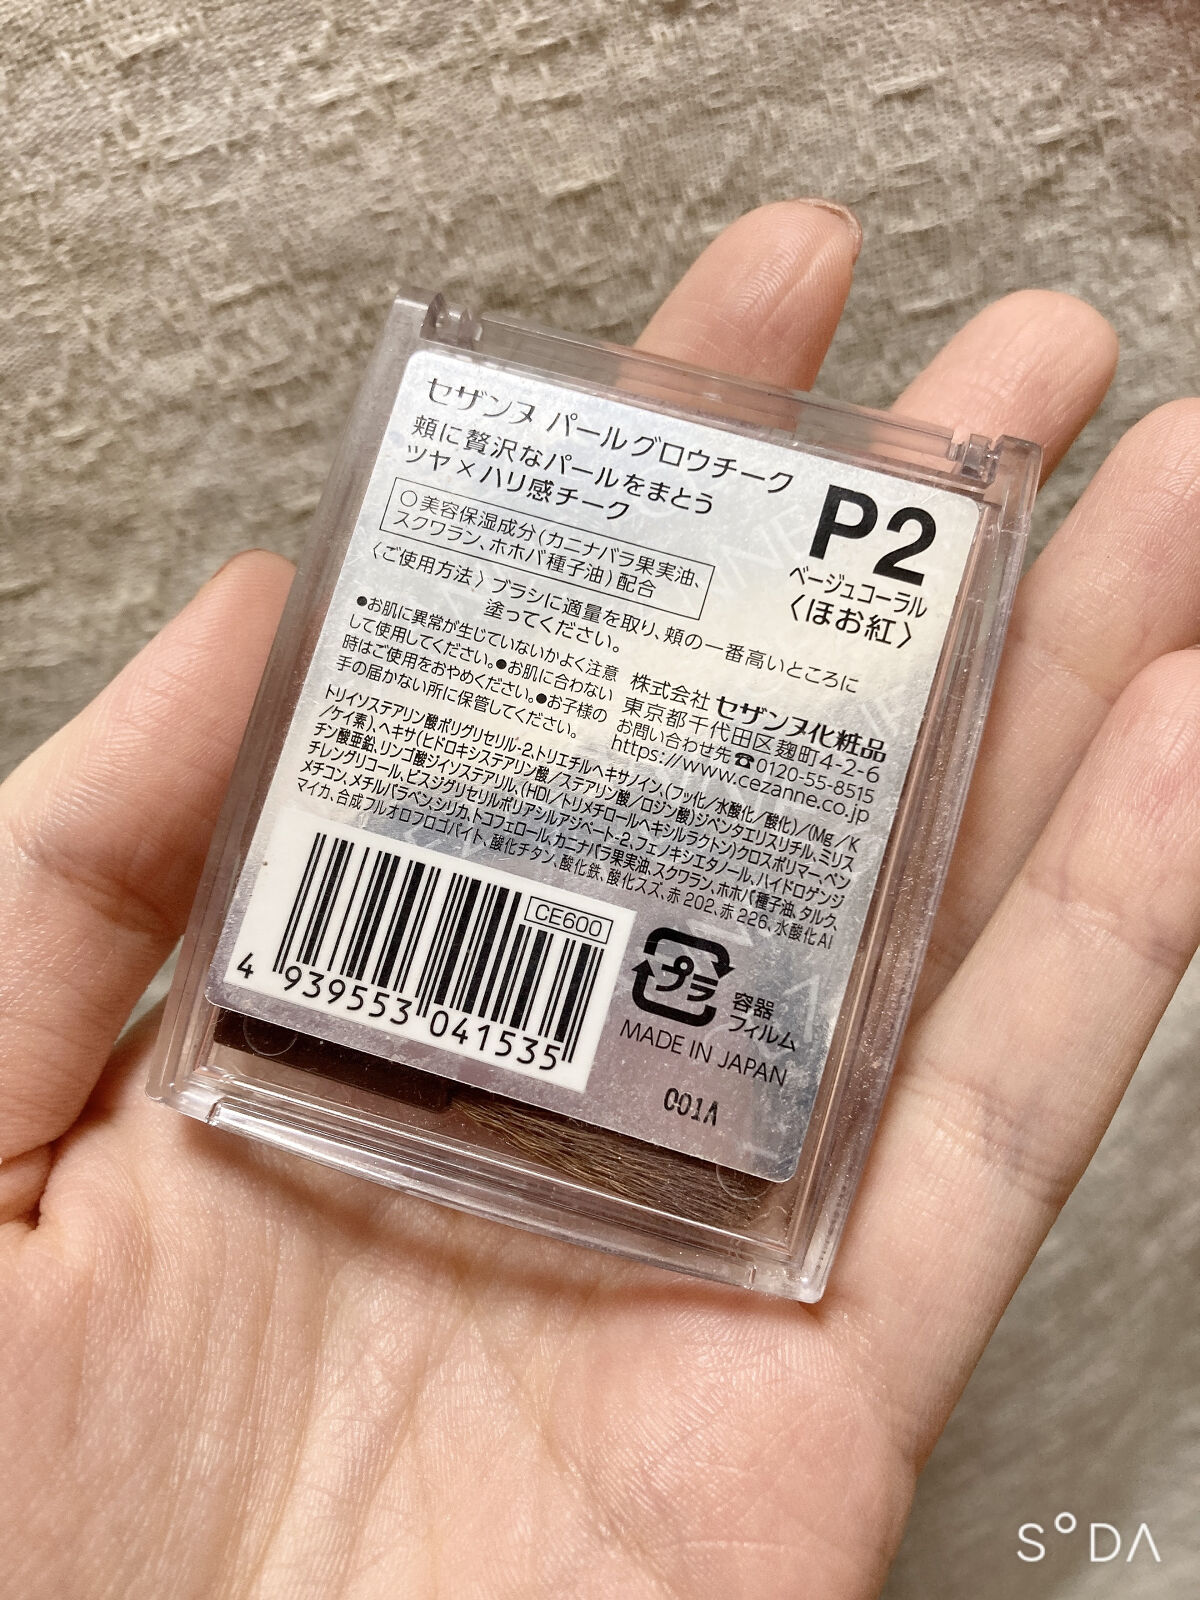 セザンヌ パールグロウチーク
頬に贅沢なパールをまとう
ツヤ×ハリ感チーク
P2
ベージュコーラル
〈ほお紅〉
○美容保湿成分(カニナバラ果実油、
スクワラン、ホホバ種子油)配合
〈ご使用方法〉ブラシに適量を取り、頬の一番高いところに
塗ってください。
●お肌に異常が生じていないかよく注意
して使用してください。●お肌に合わない
時はご使用をおやめください。●お子様の
手の届かない所に保管してください。
株式会社 セザンヌ化粧品
東京都千代田区麹町4-2-6
お問い合わせ先☎0120-55-8515
https://www.cezanne.co.jp
トリイソステアリン酸ポリグリセリル-2、トリエチルヘキサノイン、(フッ化/水酸化/酸化)/(Mg/K
/ケイ素)、ヘキサ(ヒドロキシステアリン酸/ステアリン酸/ロジン酸)ジペンタエリスリチル、ミリス
チン酸亜鉛、リンゴ酸ジイソステアリル、(HDI/トリメチロールヘキシルラクトン)クロスポリマー、ペン
チレングリコール、ビスジグリセリルポリアシルアジペート-2、フェノキシエタノール、ハイドロゲンジ
メチコン、メチルパラベン、シリカ、トコフェロール、カニナバラ果実油、スクワラン、ホホバ種子油、タルク、
マイカ、合成フルオロフロゴパイト、酸化チタン、酸化鉄、酸化スズ、赤202、赤226、水酸化Al
CE600
4 939553 041535
プラ
容器
フィルム
MADE IN JAPAN
001A
S°DA